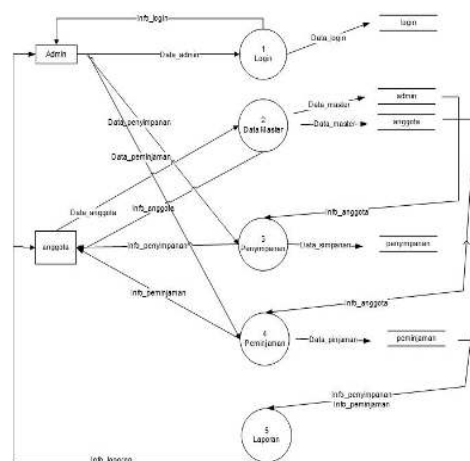 Info_login
login
Data_login
Admin
1
Login
Data_admin
admin
Data_master
Data_penyimpanan
2
Data Master
Data_master
anggota
Data_peminjaman
Data_anggota
Info_anggota
Info_anggota
anggota
Info_penyimpanan
3
Penyimpanan
Data_simpanan
penyimpanan
Info_peminjaman
Info_anggota
4
Peminjaman
Data_pinjaman
peminjaman
Info_penyimpanan
Info_peminjaman
5
Laporan
Info_laporan